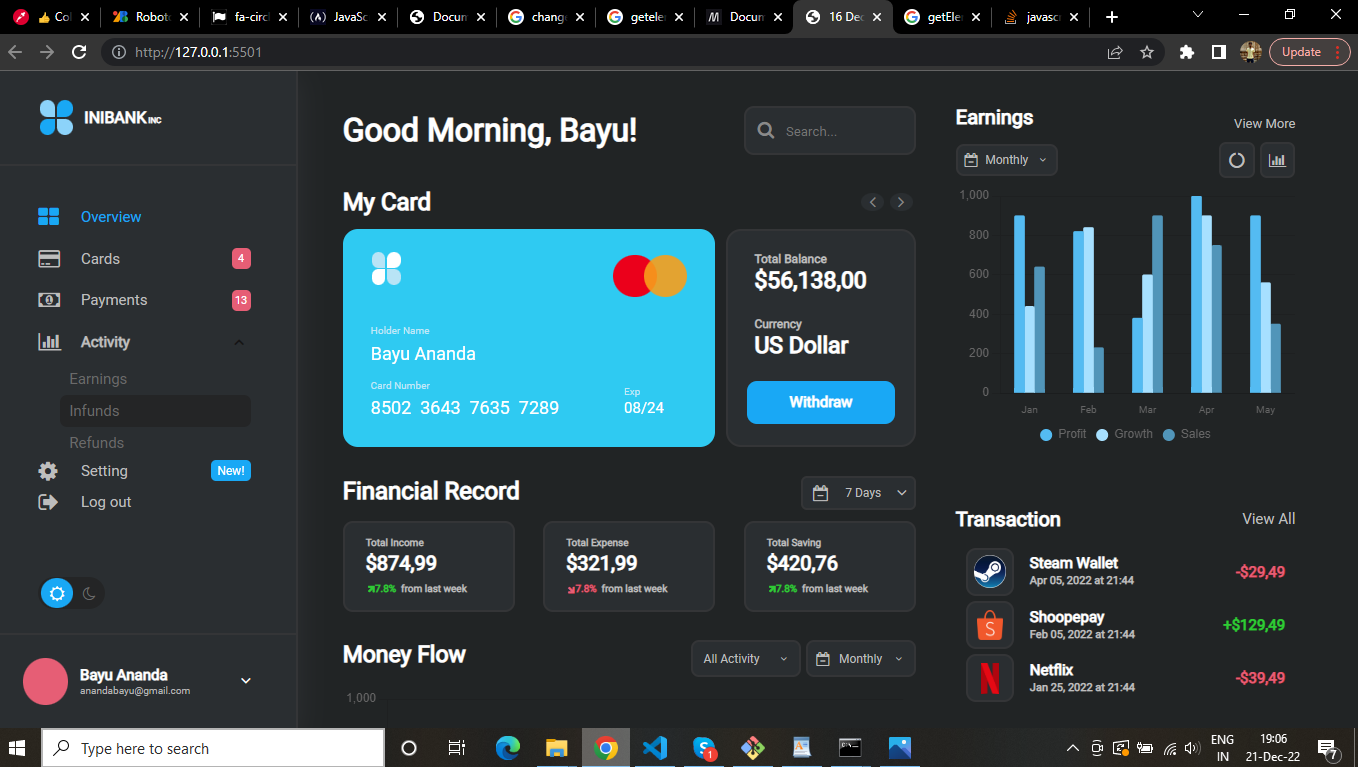 Co
Robot
fa-circ
JavaSc
Docum
change
getele
Docum
16 Dec
getEle
javasc
http://127.0.0.1:5501
Update
INIBANK INC
Overview
Cards 4
Payments 13
Activity
Earnings
Infunds
Refunds
Setting New!
Log out
Bayu Ananda
anandabayu@gmail.com
Good Morning, Bayu!
Search...
My Card
Holder Name
Bayu Ananda
Card Number
8502 3643 7635 7289
Exp
08/24
Total Balance
$56,138,00
Currency
US Dollar
Withdraw
Financial Record
7 Days
Total Income
$874,99
7.8% from last week
Total Expense
$321,99
7.8% from last week
Total Saving
$420,76
7.8% from last week
Money Flow
All Activity
Monthly
1,000
Earnings
View More
Monthly
1,000
800
600
400
200
0
Jan Feb Mar Apr May
Profit Growth Sales
Transaction
View All
Steam Wallet
Apr 05, 2022 at 21:44
-$29,49
Shoopepay
Feb 05, 2022 at 21:44
+$129,49
Netflix
Jan 25, 2022 at 21:44
-$39,49
Type here to search
1
ENG
IN
19:06
21-Dec-22
7